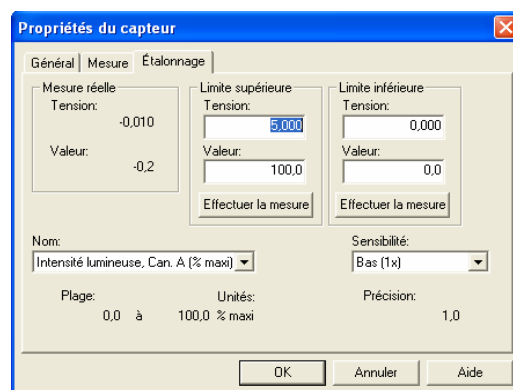 Propriétés du capteur
Général Mesure Étalonnage
Mesure réelle
Tension:
-0,010
Valeur:
-0,2
Limite supérieure
Tension:
5,000
Valeur:
100,0
Effectuer la mesure
Limite inférieure
Tension:
0,000
Valeur:
0,0
Effectuer la mesure
Nom:
Intensité lumineuse, Can. A (% maxi)
Sensibilité:
Bas (1x)
Plage: Unités: Précision:
0,0 à 100,0 % maxi 1,0
OK Annuler Aide